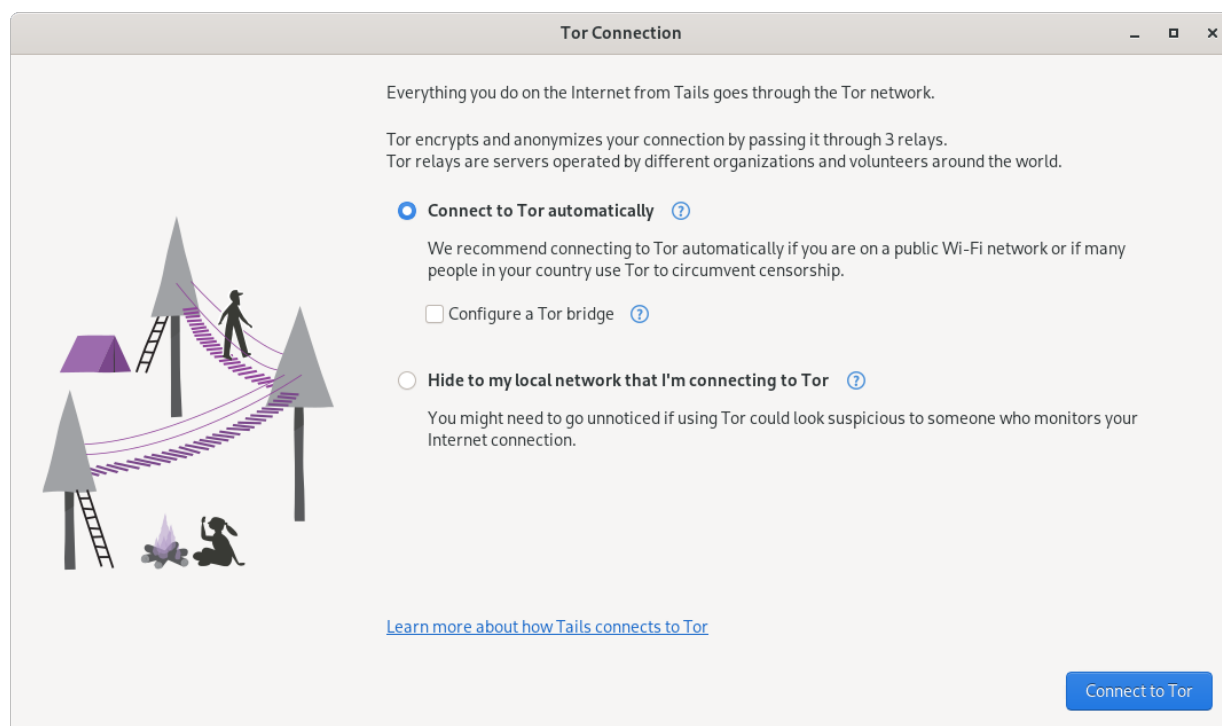 Tor Connection
Everything you do on the Internet from Tails goes through the Tor network.
Tor encrypts and anonymizes your connection by passing it through 3 relays.
Tor relays are servers operated by different organizations and volunteers around the world.
Connect to Tor automatically ?
We recommend connecting to Tor automatically if you are on a public Wi-Fi network or if many
people in your country use Tor to circumvent censorship.
Configure a Tor bridge ?
Hide to my local network that I'm connecting to Tor ?
You might need to go unnoticed if using Tor could look suspicious to someone who monitors your
Internet connection.
Learn more about how Tails connects to Tor
Connect to Tor